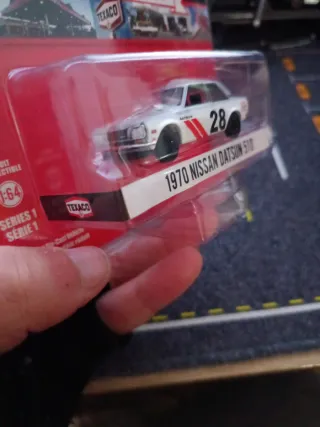 TEXACO
28
1970 NISSAN DATSUN 510
1-64
SERIES 1
SÉRIE 1
TEXACO